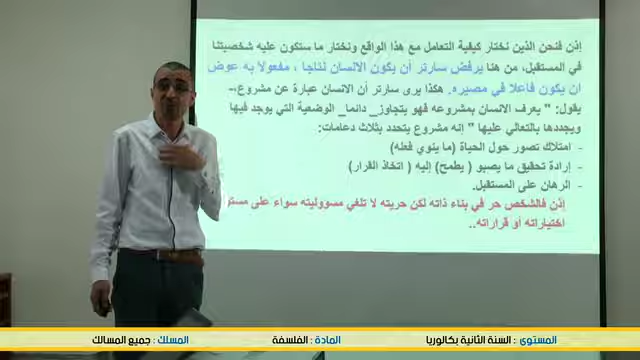 إذن فنحن الذين نختار كيفية التعامل مع هذا الواقع ونختار ما ستكون عليه شخصيتنا
في المستقبل، من هنا يرفض سارتر أن يكون الانسان نتاجا ، مفعولا به عوض
ان يكون فاعلا في مصيره. هكذا يرى سارتر أن الانسان عبارة عن مشروع،-
يقول: " يعرف الانسان بمشروعه فهو يتجاوز_ دائما_ الوضعية التي يوجد فيها
ويحددها بالتعالي عليها " إنه مشروع يتحدد بثلاث دعامات:
- امتلاك تصور حول الحياة (ما ينوي فعله)
- إرادة تحقيق ما يصبو ( يطمح) إليه ( اتخاذ القرار)
- الرهان على المستقبل.
إذن فالشخص حر في بناء ذاته لكن حريته لا تلغي مسؤوليته سواء على
اختياراته أو قراراته..
المستوى : السنة الثانية بكالوريا المادة : الفلسفة المسلك : جميع المسالك